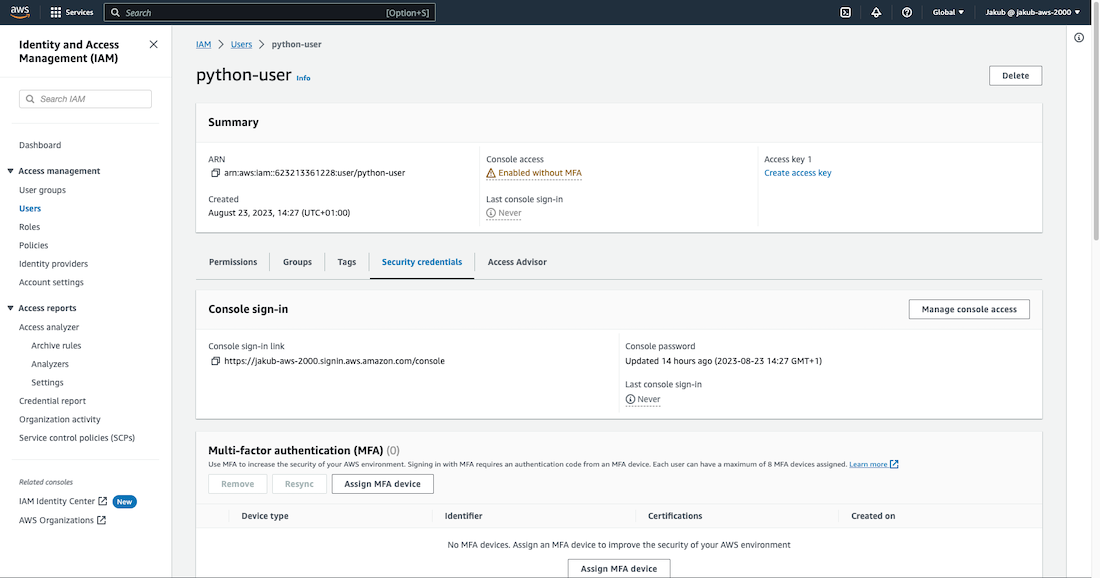 aws
Services
Search
[Option+S]
Global
Jakub @ jakub-aws-2000
Identity and Access
Management (IAM)
Search IAM
Dashboard
Access management
User groups
Users
Roles
Policies
Identity providers
Account settings
Access reports
Access analyzer
Archive rules
Analyzers
Settings
Credential report
Organization activity
Service control policies (SCPs)
Related consoles
IAM Identity Center New
AWS Organizations
IAM > Users > python-user
python-user Info
Delete
Summary
ARN
arn:aws:iam::623213361228:user/python-user
Created
August 23, 2023, 14:27 (UTC+01:00)
Console access
Enabled without MFA
Last console sign-in
Never
Access key 1
Create access key
Permissions
Groups
Tags
Security credentials
Access Advisor
Console sign-in
Manage console access
Console sign-in link
https://jakub-aws-2000.signin.aws.amazon.com/console
Console password
Updated 14 hours ago (2023-08-23 14:27 GMT+1)
Last console sign-in
Never
Multi-factor authentication (MFA) (0)
Use MFA to increase the security of your AWS environment. Signing in with MFA requires an authentication code from an MFA device. Each user can have a maximum of 8 MFA devices assigned. Learn more
Remove
Resync
Assign MFA device
Device type
Identifier
Certifications
Created on
No MFA devices. Assign an MFA device to improve the security of your AWS environment
Assign MFA device